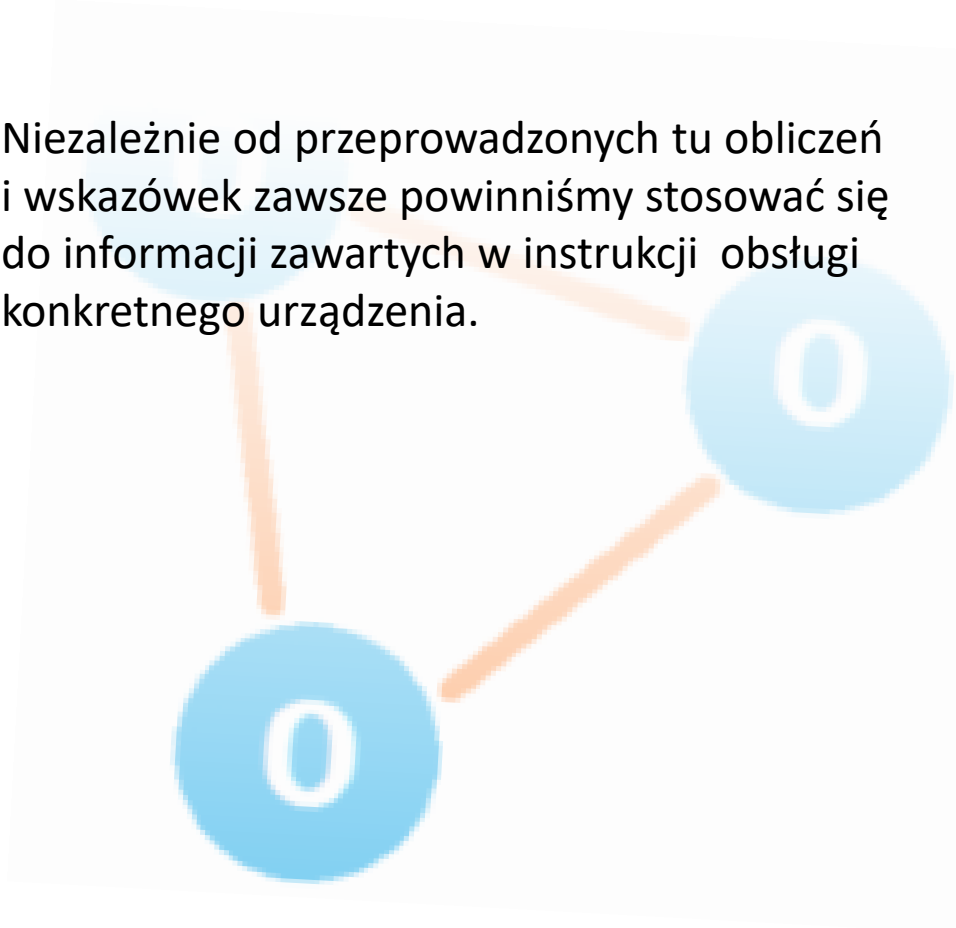 Niezależnie od przeprowadzonych tu obliczeń
i wskazówek zawsze powinniśmy stosować się
do informacji zawartych w instrukcji  obsługi
konkretnego urządzenia.
O
O